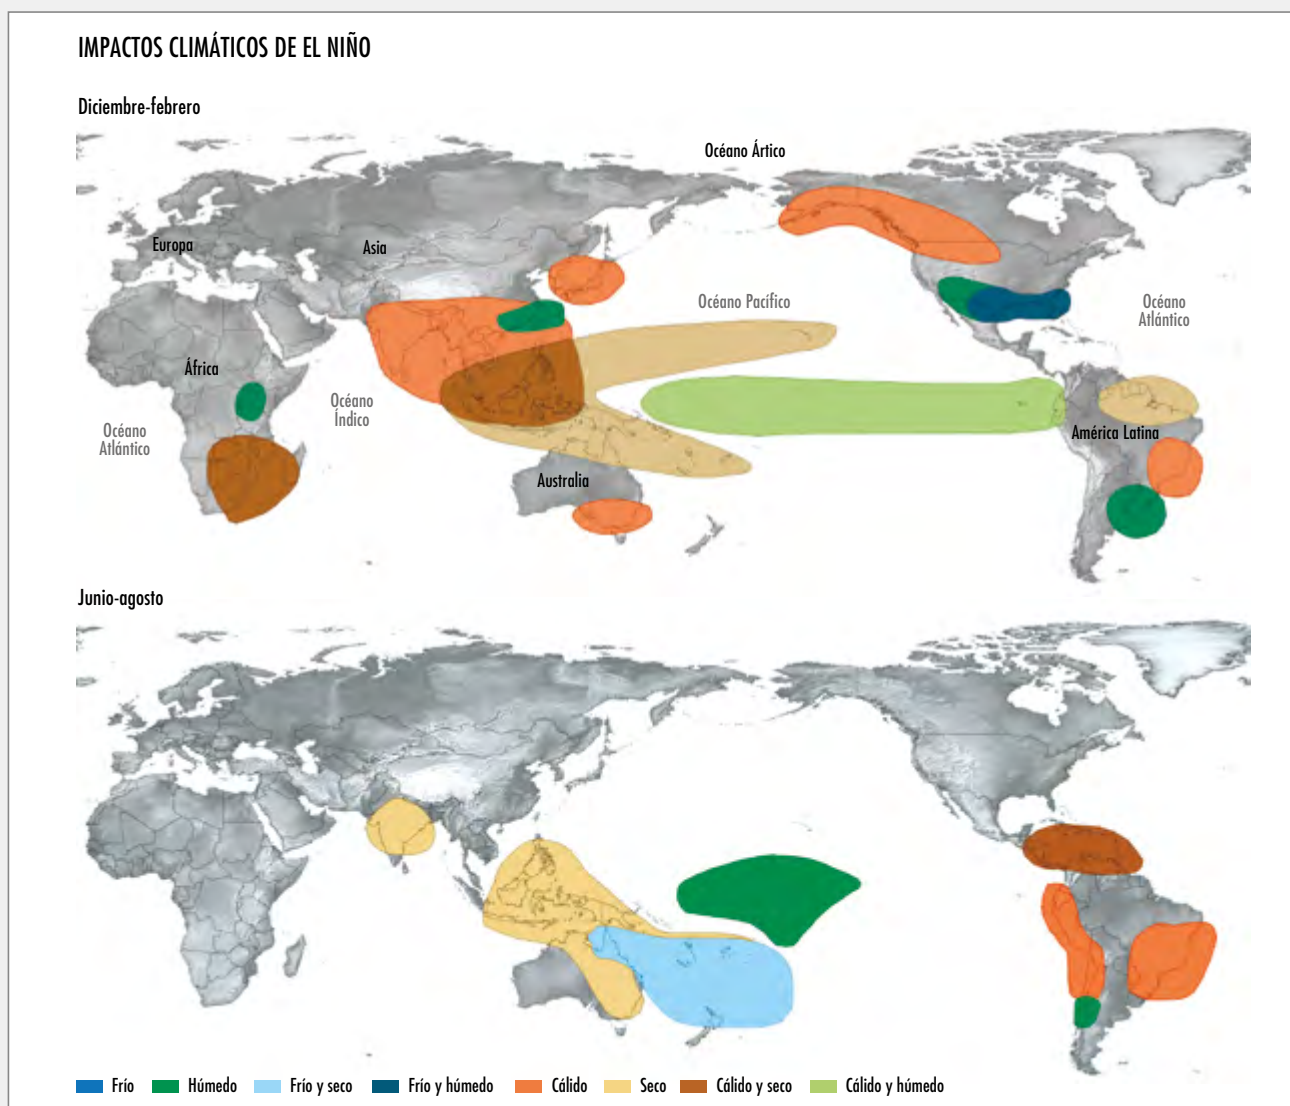 IMPACTOS CLIMÁTICOS DE EL NIÑO
Diciembre-febrero
Océano Ártico
Europa
Asia
Océano Pacífico
Océano
Atlántico
África
Océano
Índico
Océano
Atlántico
América Latina
Australia
Junio-agosto
Frío
Húmedo
Frío y seco
Frío y húmedo
Cálido
Seco
Cálido y seco
Cálido y húmedo